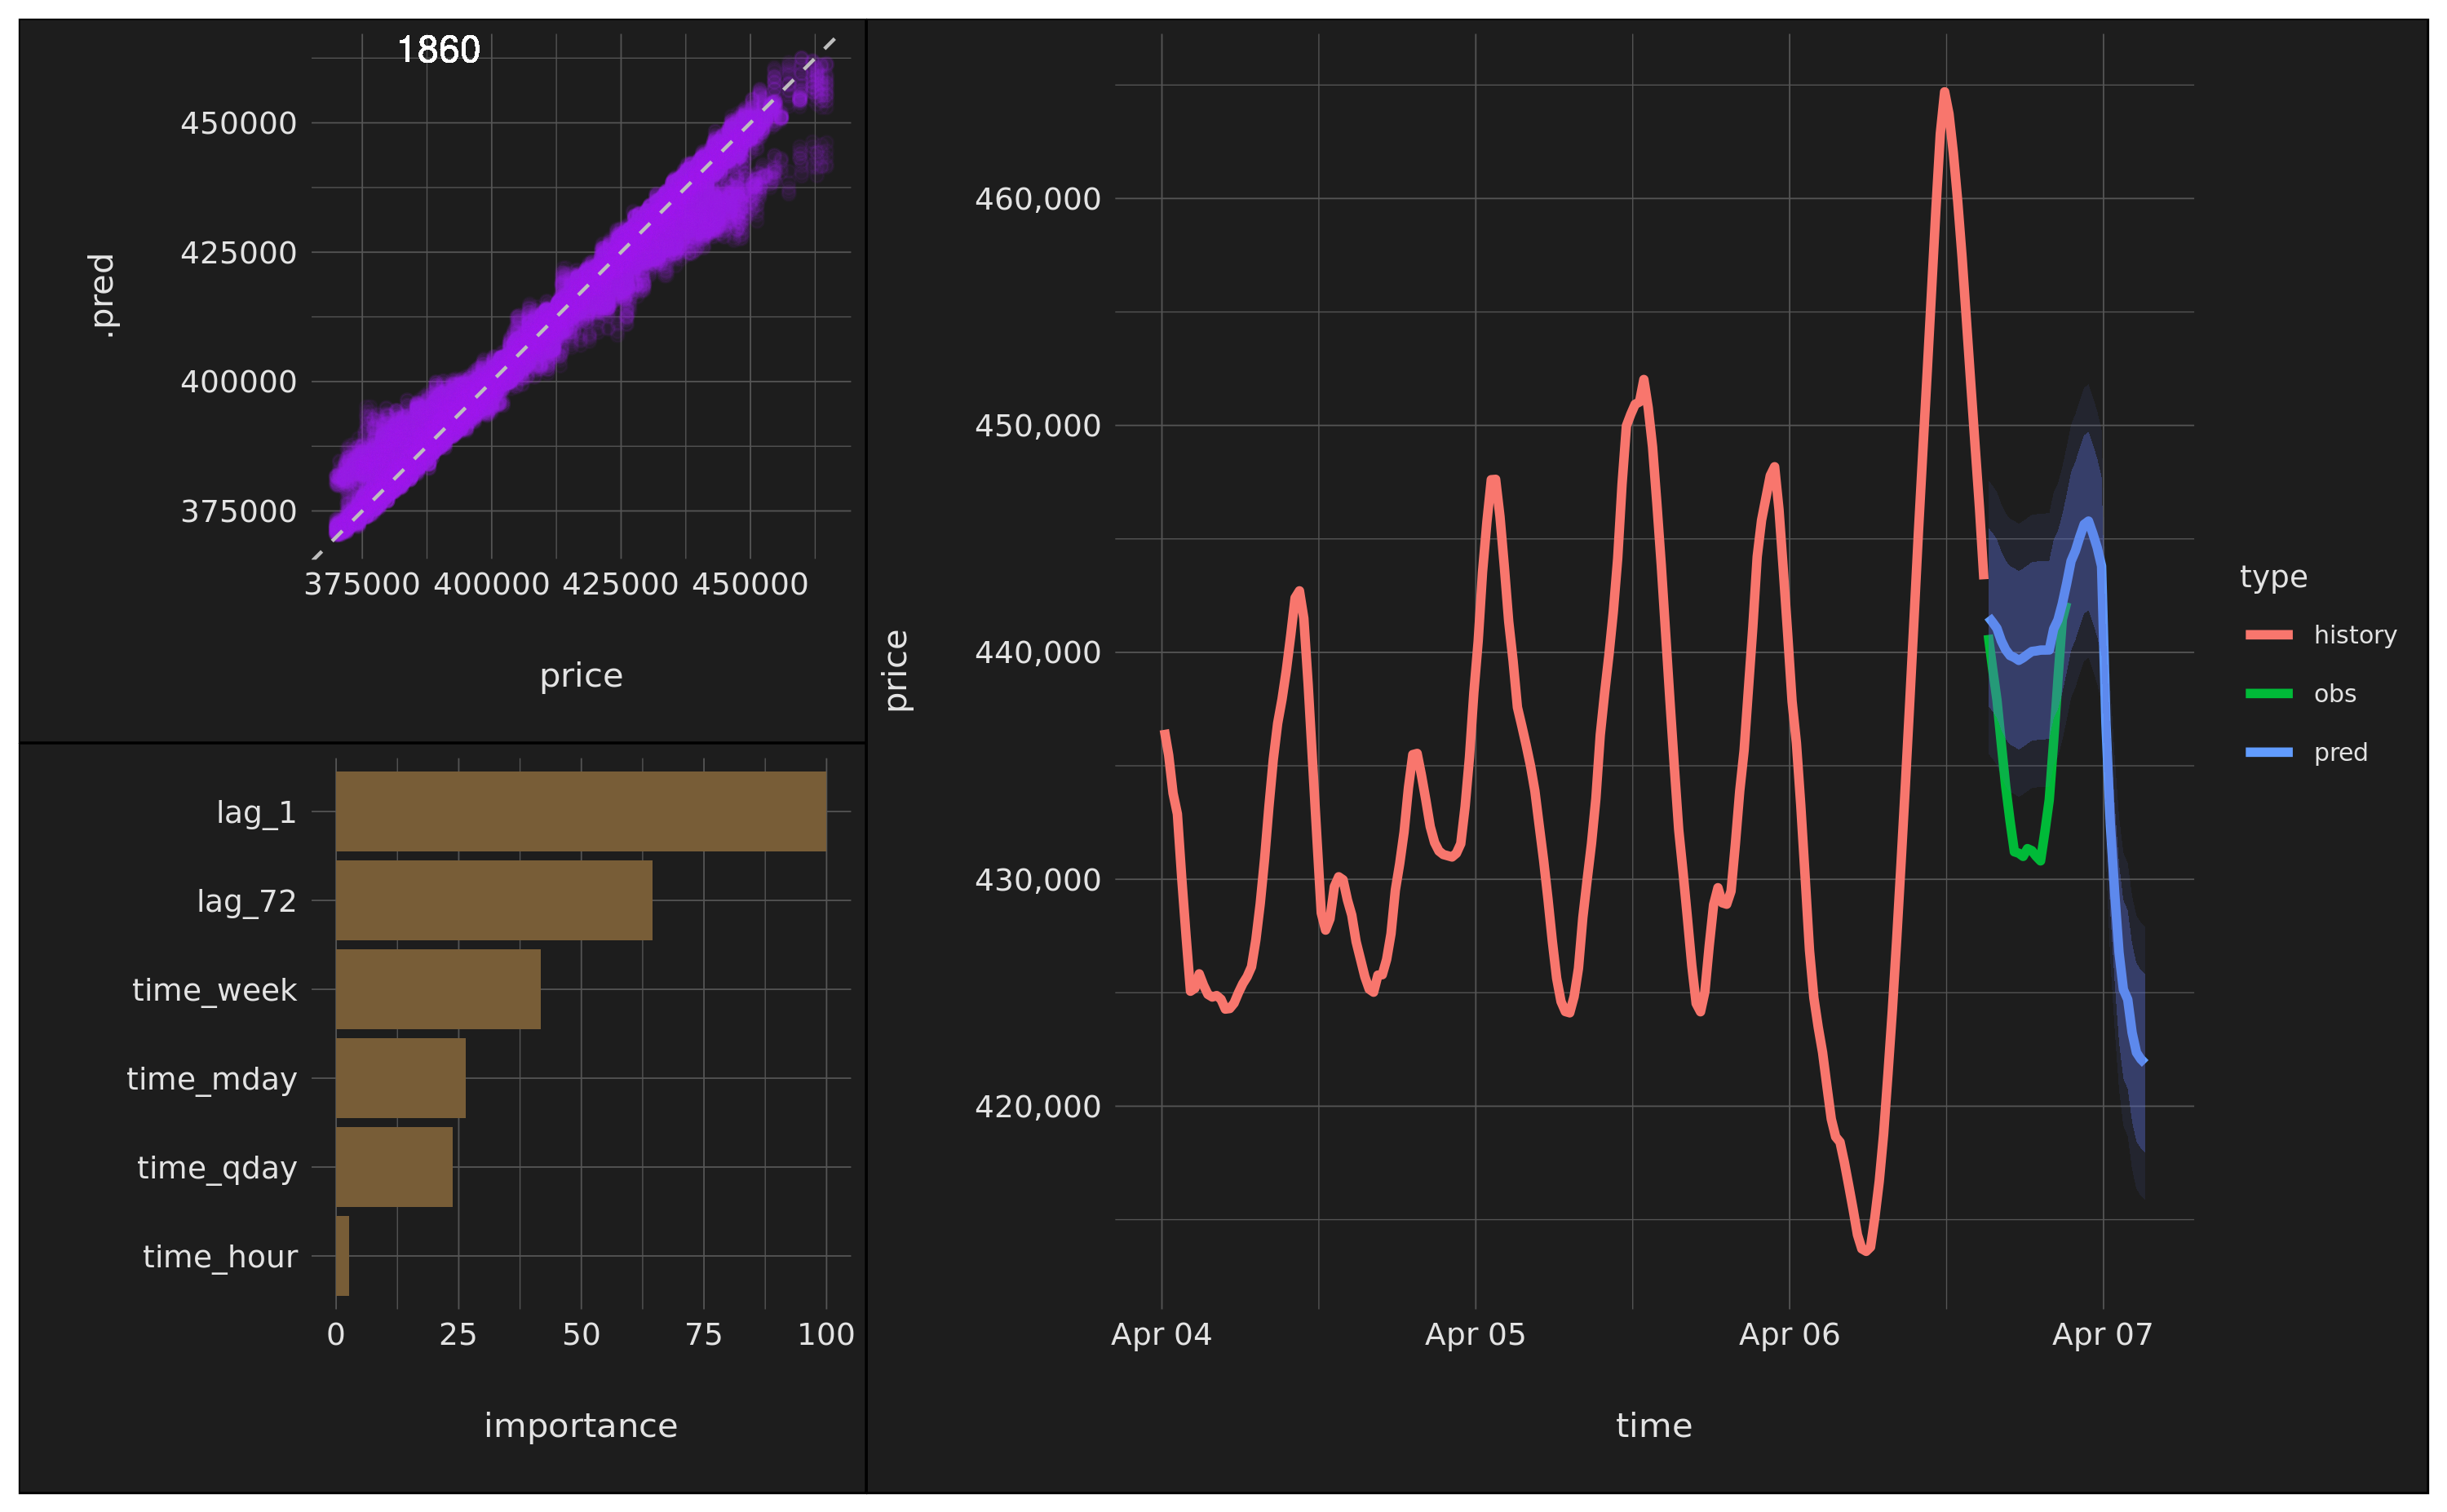 1860
.pred
450000
425000
400000
375000
375000 400000 425000 450000
price
lag_1
lag_72
time_week
time_mday
time_qday
time_hour
0 25 50 75 100
importance
price
460,000
450,000
440,000
430,000
420,000
Apr 04 Apr 05 Apr 06 Apr 07
time
type
history
obs
pred